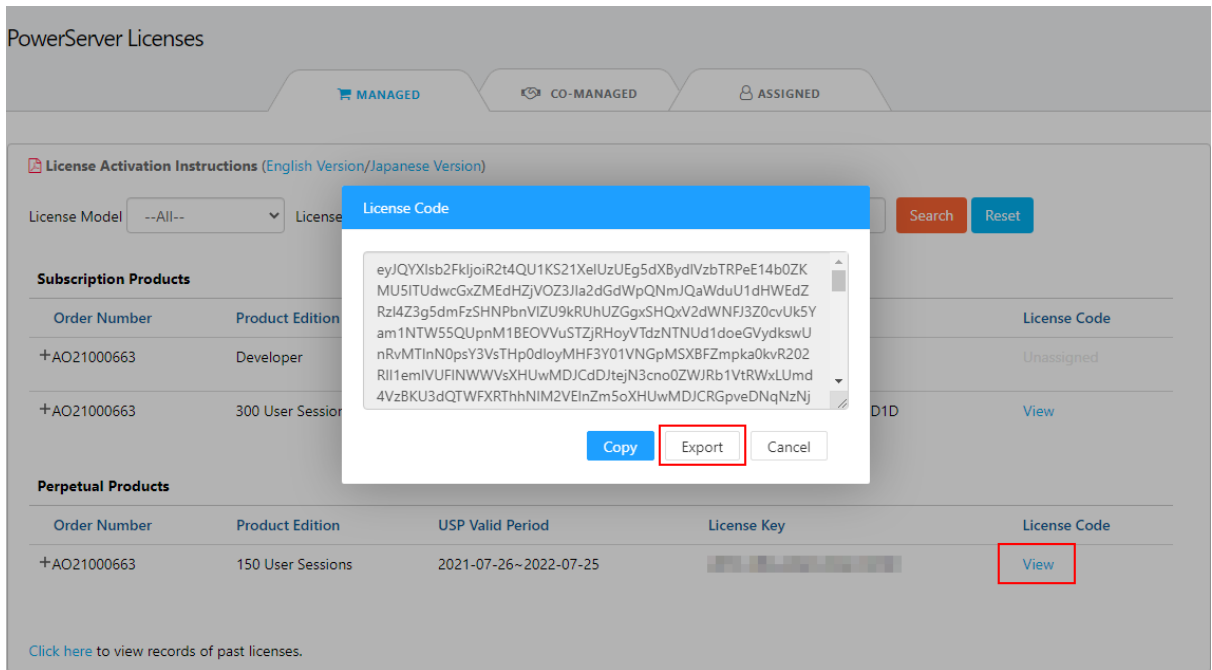 PowerServer Licenses
MANAGED
CO-MANAGED
ASSIGNED
License Activation Instructions (English Version/Japanese Version)
License Model --All-- License Search Reset
License Code
eyJQYXlsb2FkIjoiR2t4QU1KS21XelUzUEg5dXBydlVzbTRPeE14b0ZK
MU5ITUdwcGxZMEdHZjVOZ3JIa2dGdWpQNmJQaWduU1dHWEdZ
RzI4Z3g5dmFzSHNPbnVlZU9kRUhUZGgxSHQxV2dWNFJ3Z0cvUk5Y
am1NTW55QUpnM1BEOVVuSTZjRHoyVTdzNTNUd1doeGVydkswU
nRvMTlnN0psY3VsTHp0dloyMHF3Y01VNGpMSXBFZmpka0kvR202
RlI1emlVUFlNWWVsXHUwMDJCdDJtejN3cno0ZWJRb1VtRWxLUmd
4VzBKU3dQTWFXRThhNlM2VElnZm5oXHUwMDJCRGpveDNqNzNj
Copy Export Cancel
Subscription Products
Order Number Product Edition License Code
+AO21000663 Developer Unassigned
+AO21000663 300 User Session D1D View
Perpetual Products
Order Number Product Edition USP Valid Period License Key License Code
+AO21000663 150 User Sessions 2021-07-26~2022-07-25 View
Click here to view records of past licenses.